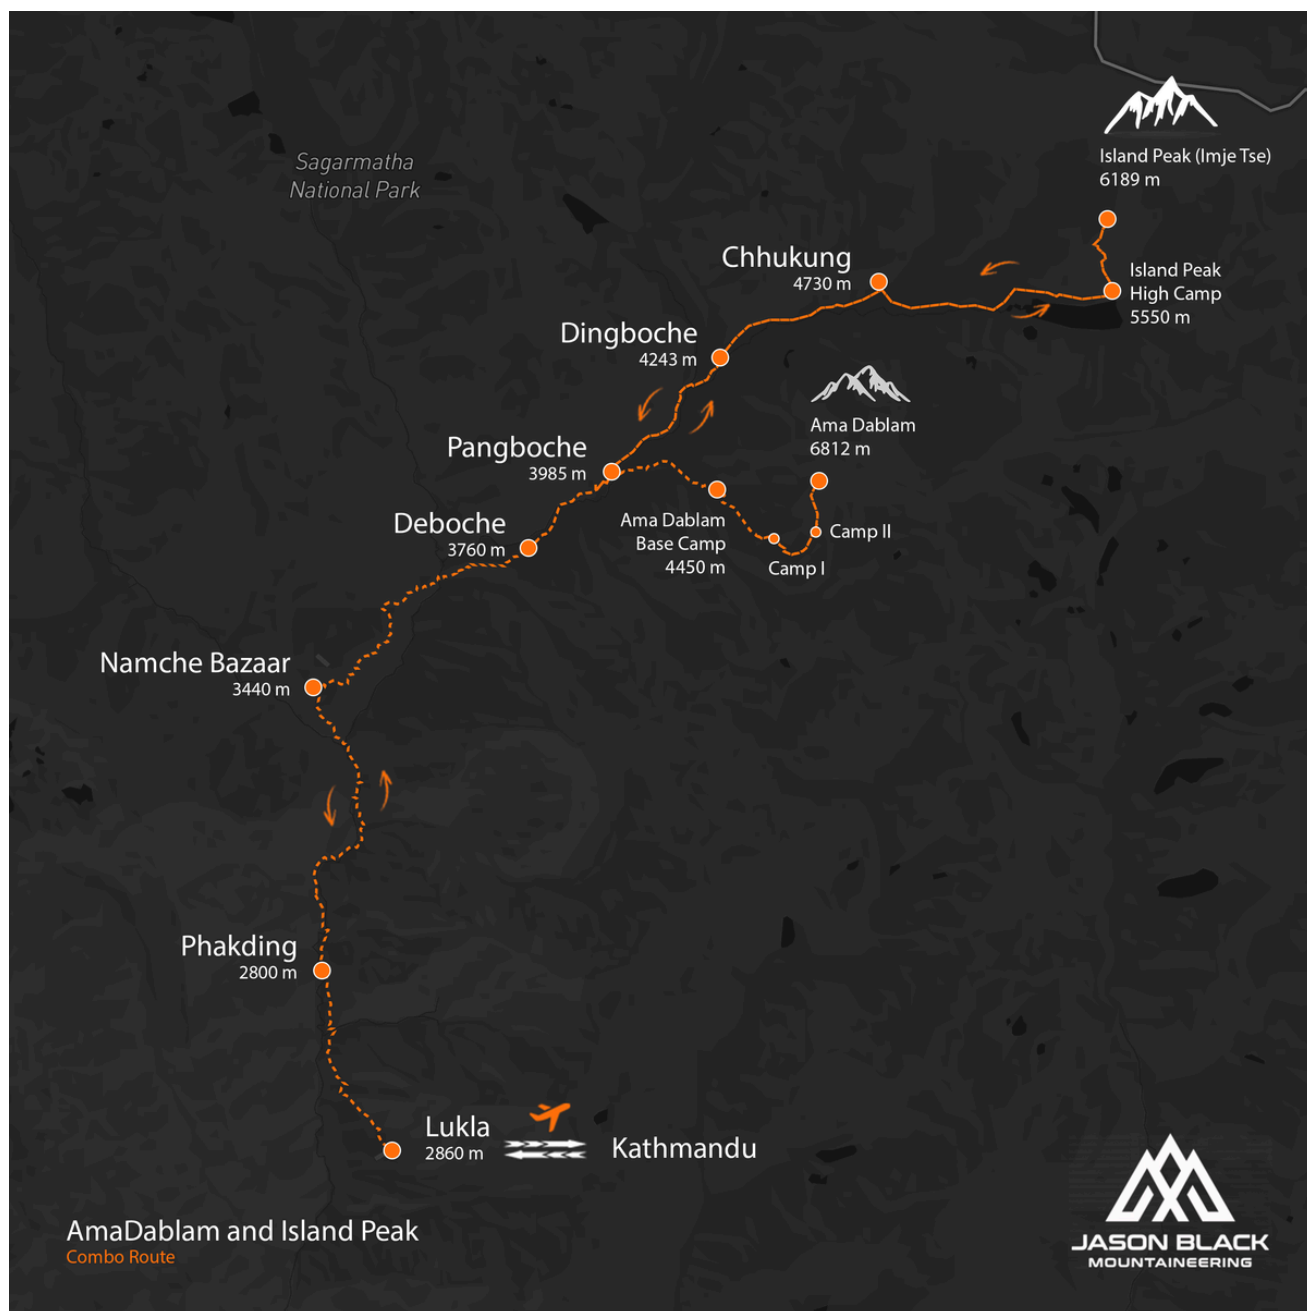 Sagarmatha
National Park
Island Peak (Imje Tse)
6189 m
Chhukung
4730 m
Island Peak
High Camp
5550 m
Dingboche
4243 m
Ama Dablam
6812 m
Pangboche
3985 m
Deboche
3760 m
Ama Dablam
Base Camp
4450 m
Camp II
Camp I
Namche Bazaar
3440 m
Phakding
2800 m
Lukla
2860 m
Kathmandu
AmaDablam and Island Peak
Combo Route
JASON BLACK
MOUNTAINEERING